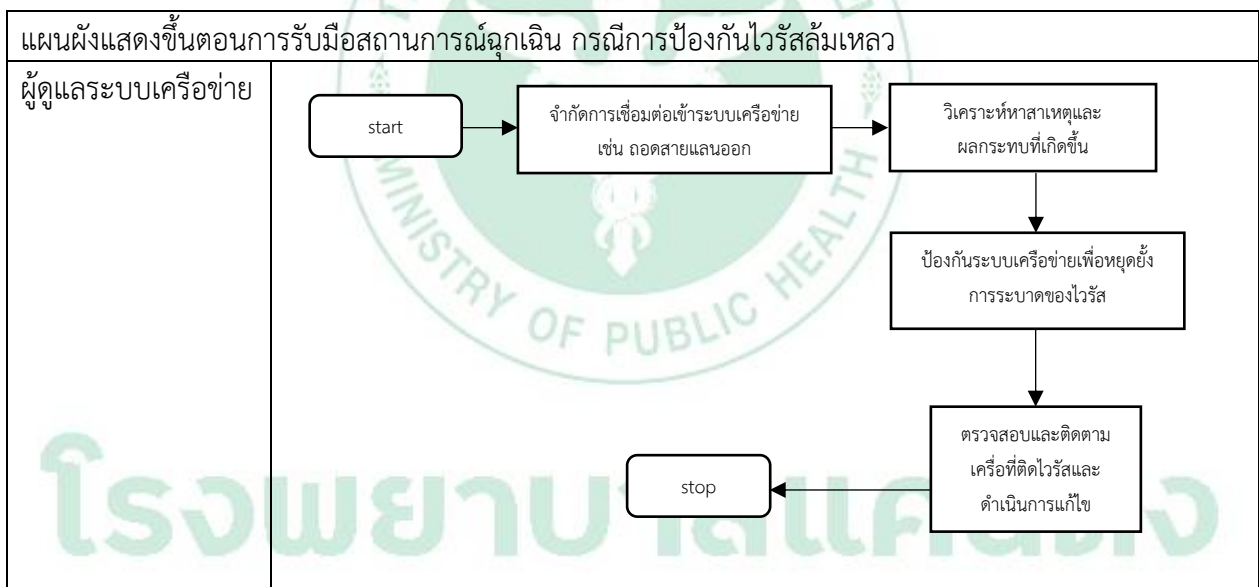 แผนผังแสดงขั้นตอนการรับมือสถานการณ์ฉุกเฉิน กรณีการป้องกันไวรัสล้มเหลว
ผู้ดูแลระบบเครือข่าย
start
จำกัดการเชื่อมต่อเข้าระบบเครือข่าย
เช่น ถอดสายแลนออก
วิเคราะห์หาสาเหตุและ
ผลกระทบที่เกิดขึ้น
ป้องกันระบบเครือข่ายเพื่อหยุดยั้ง
การระบาดของไวรัส
ตรวจสอบและติดตาม
เครื่อที่ติดไวรัสและ
ดำเนินการแก้ไข
stop
MINISTRY OF PUBLIC HEALTH
โรงพยาบาลแคนดง